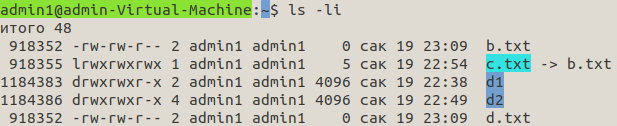 admin1@admin-Virtual-Machine:~$ ls -li
итого 48
918352 -rw-rw-r-- 2 admin1 admin1 0 сак 19 23:09 b.txt
918355 lrwxrwxrwx 1 admin1 admin1 5 сак 19 22:54 c.txt -> b.txt
1184383 drwxrwxr-x 2 admin1 admin1 4096 сак 19 22:38 d1
1184386 drwxrwxr-x 4 admin1 admin1 4096 сак 19 22:49 d2
918352 -rw-rw-r-- 2 admin1 admin1 0 сак 19 23:09 d.txt